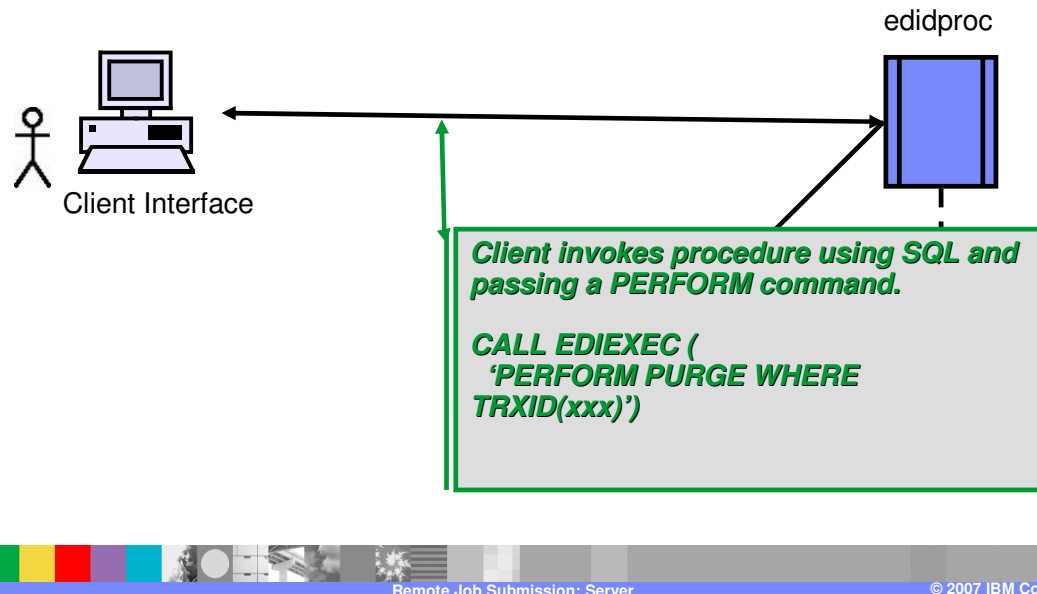 edidproc
Client Interface
Client invokes procedure using SQL and
passing a PERFORM command.
CALL EDIEXEC (
‘PERFORM PURGE WHERE
TRXID(xxx)’)
Remote Job Submission: Server
© 2007 IBM Co